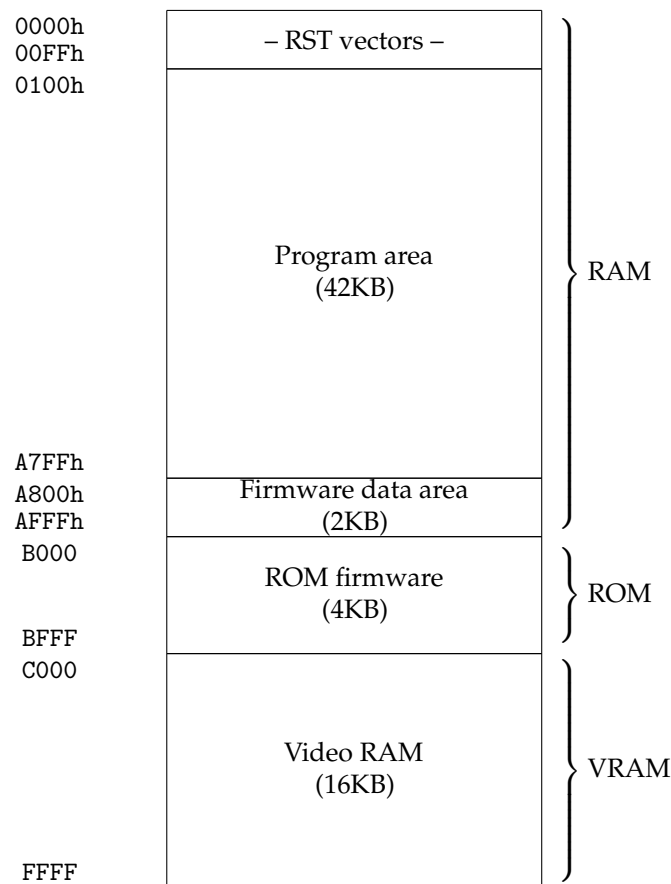 0000h
– RST vectors –
00FFh
0100h
Program area
(42KB)
RAM
A7FFh
A800h
Firmware data area
AFFFh
(2KB)
B000
ROM firmware
(4KB)
ROM
BFFF
C000
Video RAM
(16KB)
VRAM
FFFF